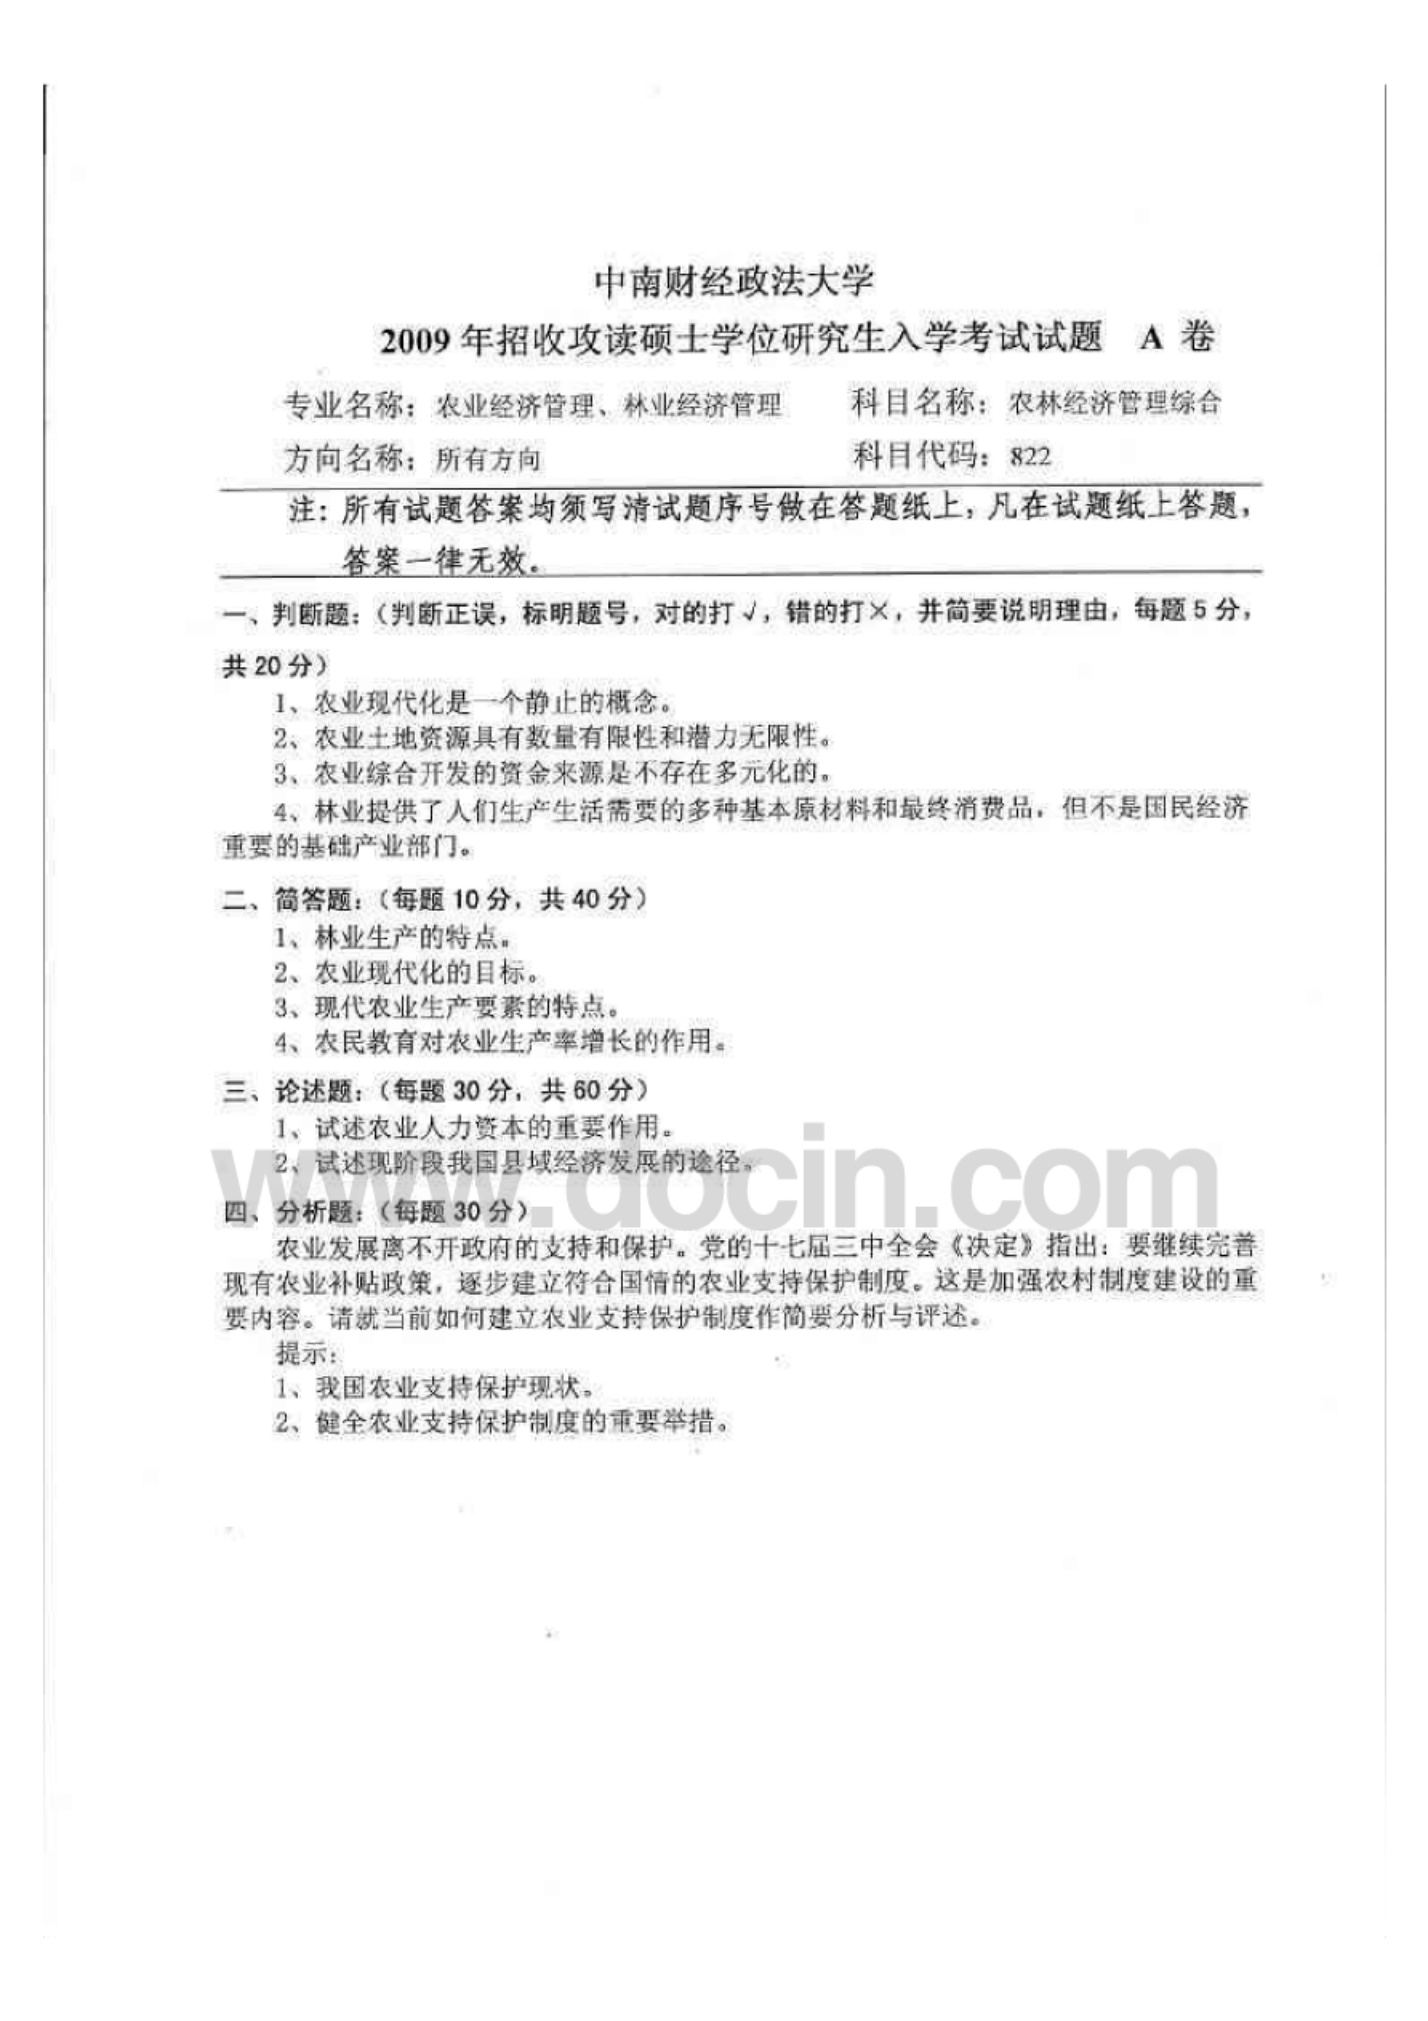 中南财经政法大学
2009 年招收攻读硕士学位研究生入学考试试题 A 卷
专业名称：农业经济管理、林业经济管理 科目名称：农林经济管理综合
方向名称：所有方向 科目代码：822
注：所有试题答案均须写清试题序号做在答题纸上，凡在试题纸上答题，
答案一律无效。
一、判断题：（判断正误，标明题号，对的打√，错的打×，并简要说明理由，每题 5 分，
共 20 分）
1、农业现代化是一个静止的概念。
2、农业土地资源具有数量有限性和潜力无限性。
3、农业综合开发的资金来源是不存在多元化的。
4、林业提供了人们生产生活需要的多种基本原材料和最终消费品，但不是国民经济
重要的基础产业部门。
二、简答题：（每题 10 分，共 40 分）
1、林业生产的特点。
2、农业现代化的目标。
3、现代农业生产要素的特点。
4、农民教育对农业生产率增长的作用。
三、论述题：（每题 30 分，共 60 分）
1、试述农业人力资本的重要作用。
2、试述现阶段我国县域经济发展的途径。
www.docin.com
四、分析题：（每题 30 分）
农业发展离不开政府的支持和保护。党的十七届三中全会《决定》指出：要继续完善
现有农业补贴政策，逐步建立符合国情的农业支持保护制度。这是加强农村制度建设的重
要内容。请就当前如何建立农业支持保护制度作简要分析与评述。
提示：
1、我国农业支持保护现状。
2、健全农业支持保护制度的重要举措。